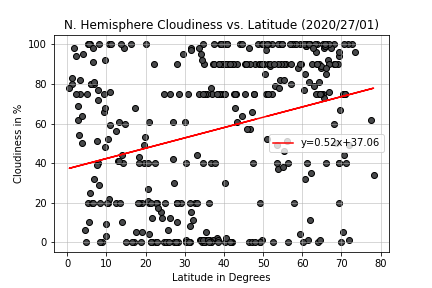 N. Hemisphere Cloudiness vs. Latitude (2020/27/01)
Cloudiness in %
100
80
60
40
20
0
y=0.52x+37.06
0 10 20 30 40 50 60 70 80
Latitude in Degrees